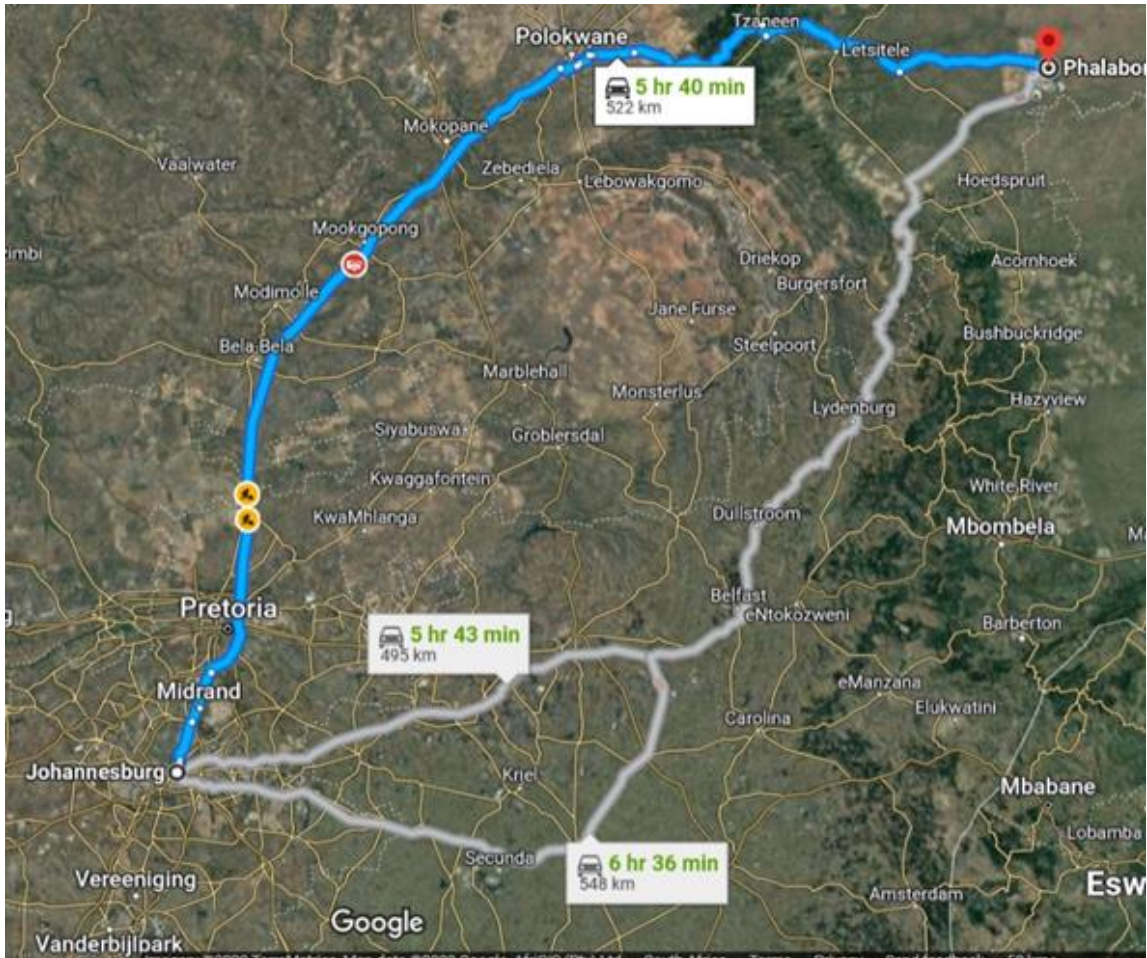 Tzaneen
Polokwane
Letsitele
Phalabor
5 hr 40 min
522 km
Mokopane
Vaalwater
Zebediela
Lebowakgomo
Hoedspruit
Mookgopong
imbi
Driekop
Acornhoek
Modimolle
Burgersfort
Jane Furse
Bushbuckridge
Bela-Bela
Steelpoort
Marblehall
Monsterlus
Hazyview
Lydenburg
Siyabuswa
Groblersdal
Kwaggafontein
White River
KwaMhlanga
Dullstroom
Mbombela
Ma
Belfast
Pretoria
eNtokozweni
g
5 hr 43 min
495 km
Barberton
Midrand
eManzana
Elukwatini
Carolina
Johannesburg
Kriel
Mbabane
Lobamba
Secunda
6 hr 36 min
548 km
Vereeniging
Esw
Amsterdam
Google
Vanderbijlpark